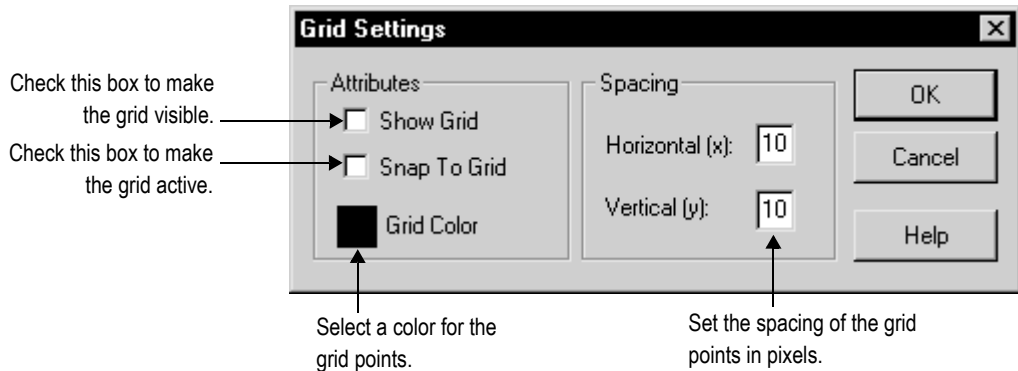 Grid Settings
Check this box to make
the grid visible.
Check this box to make
the grid active.
Attributes
Show Grid
Snap To Grid
Grid Color
Spacing
Horizontal (x): 10
Vertical (y): 10
OK
Cancel
Help
Select a color for the
grid points.
Set the spacing of the grid
points in pixels.